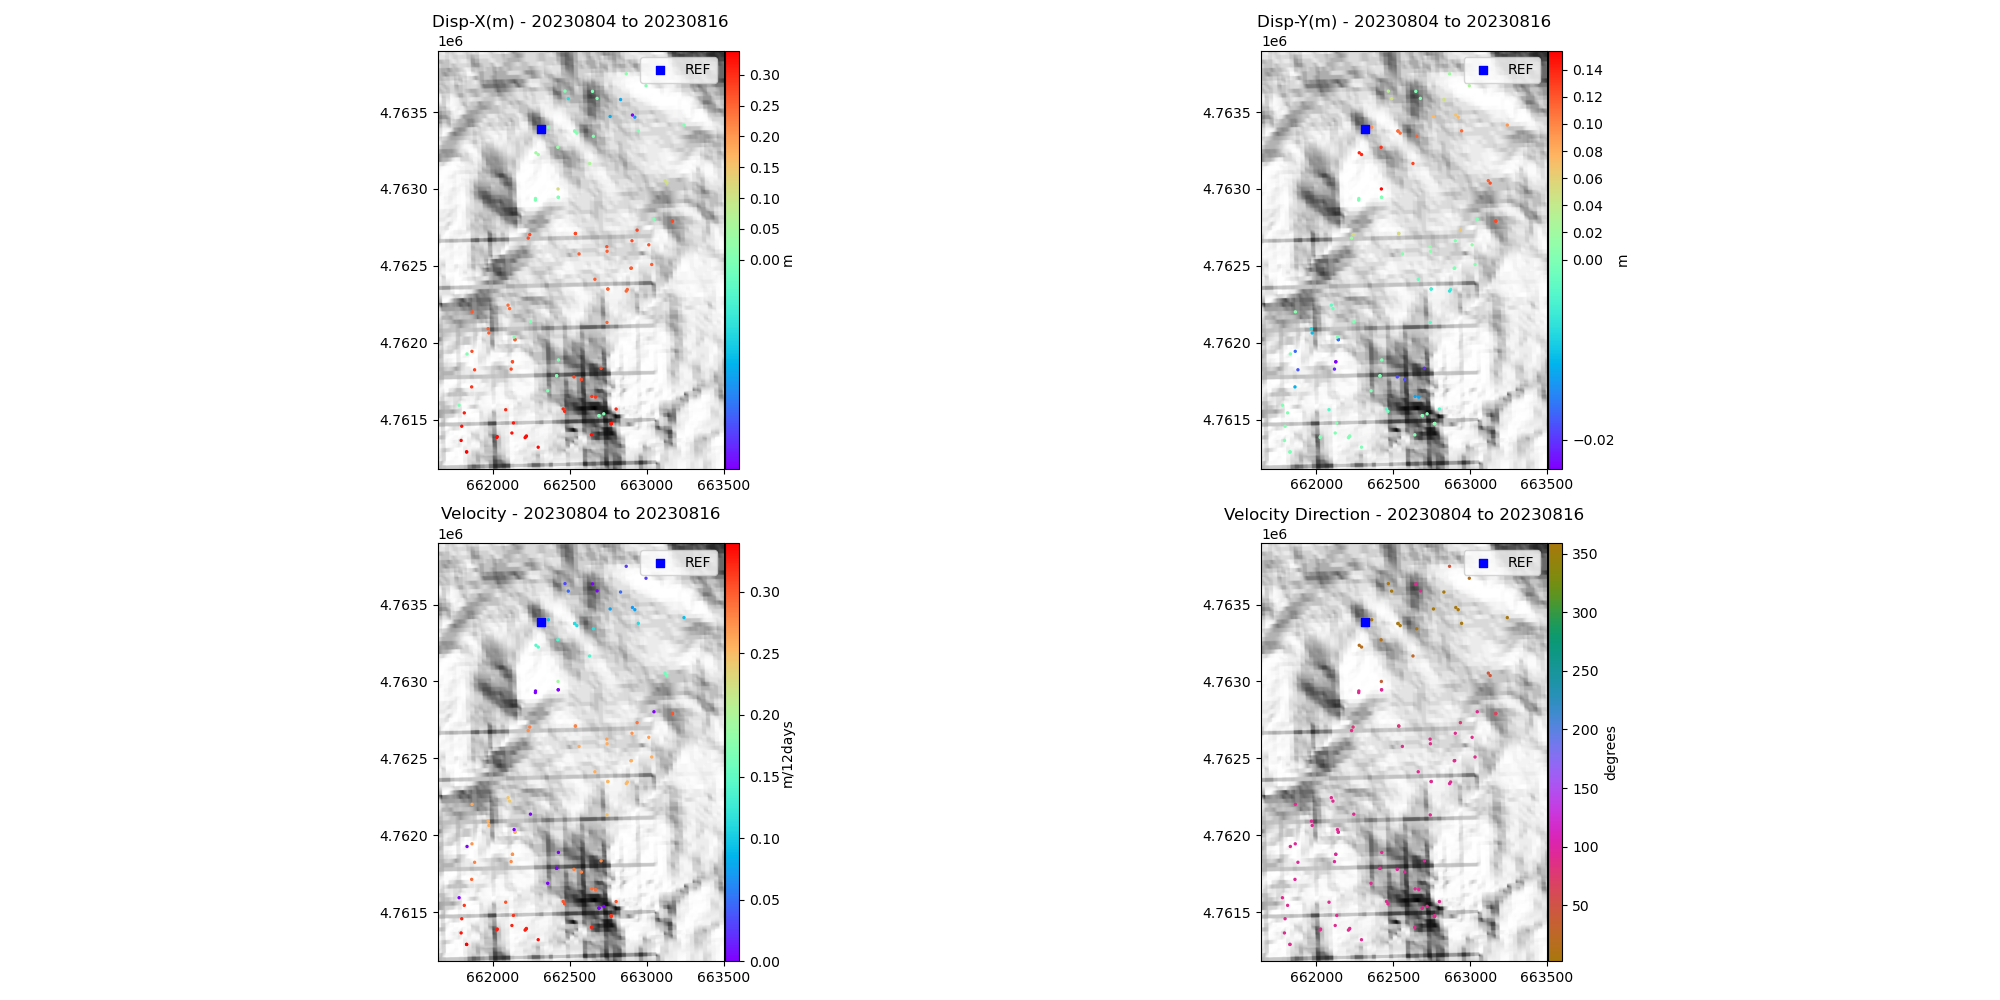 Disp-X(m) - 20230804 to 20230816
1e6
REF
4.7635
4.7630
4.7625
4.7620
4.7615
662000 662500 663000 663500
0.30
0.25
0.20
0.15
0.10
0.05
0.00
m
Disp-Y(m) - 20230804 to 20230816
1e6
REF
4.7635
4.7630
4.7625
4.7620
4.7615
662000 662500 663000 663500
0.14
0.12
0.10
0.08
0.06
0.04
0.02
0.00
−0.02
m
Velocity - 20230804 to 20230816
1e6
REF
4.7635
4.7630
4.7625
4.7620
4.7615
662000 662500 663000 663500
0.30
0.25
0.20
0.15
0.10
0.05
0.00
m/12days
Velocity Direction - 20230804 to 20230816
1e6
REF
4.7635
4.7630
4.7625
4.7620
4.7615
662000 662500 663000 663500
350
300
250
200
150
100
50
degrees